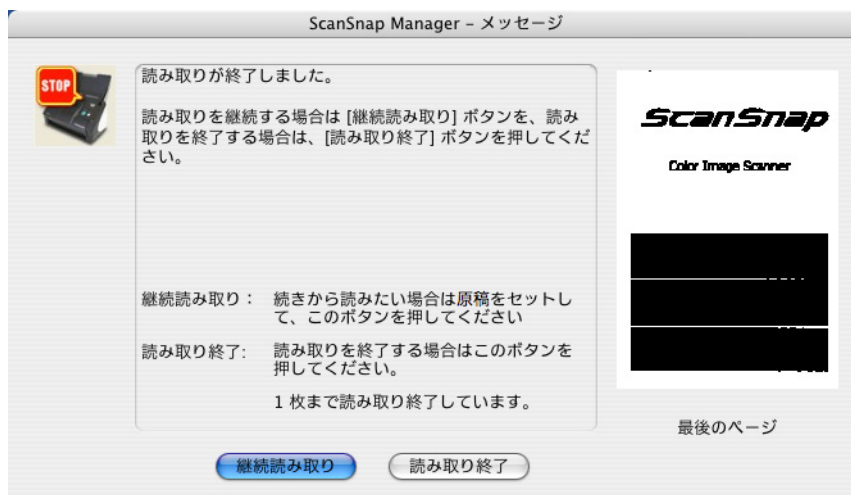 ScanSnap Manager – メッセージ
STOP
読み取りが終了しました。
読み取りを継続する場合は [継続読み取り] ボタンを、読み
取りを終了する場合は、[読み取り終了] ボタンを押してくだ
さい。
継続読み取り： 続きから読みたい場合は原稿をセットし
て、このボタンを押してください
読み取り終了: 読み取りを終了する場合はこのボタンを
押してください。
1 枚まで読み取り終了しています。
継続読み取り
読み取り終了
ScanSnap
Color Image Scanner
最後のページ